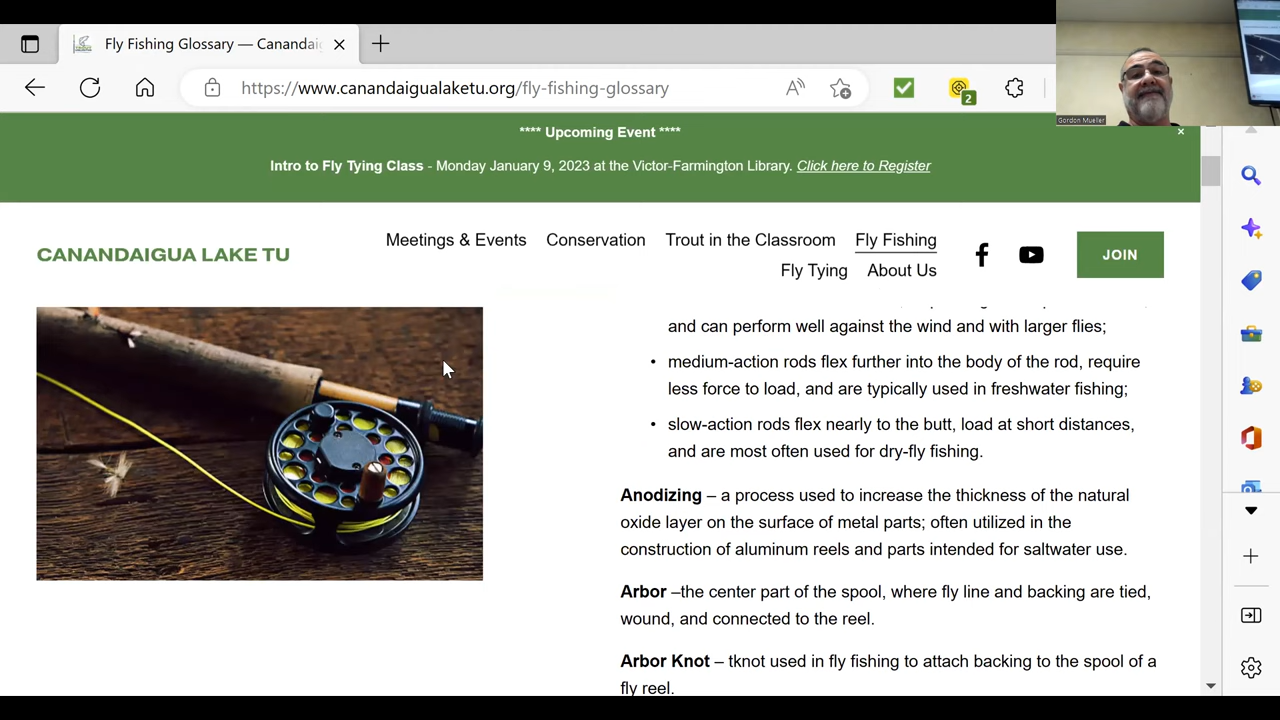 Fly Fishing Glossary — Canandai
https://www.canandaigualaketu.org/fly-fishing-glossary
2
Gordon Mueller
**** Upcoming Event ****
Intro to Fly Tying Class - Monday January 9, 2023 at the Victor-Farmington Library. Click here to Register
CANANDAIGUA LAKE TU
Meetings & Events Conservation Trout in the Classroom Fly Fishing
Fly Tying About Us
JOIN
and can perform well against the wind and with larger flies;
• medium-action rods flex further into the body of the rod, require
less force to load, and are typically used in freshwater fishing;
• slow-action rods flex nearly to the butt, load at short distances,
and are most often used for dry-fly fishing.
Anodizing – a process used to increase the thickness of the natural
oxide layer on the surface of metal parts; often utilized in the
construction of aluminum reels and parts intended for saltwater use.
Arbor –the center part of the spool, where fly line and backing are tied,
wound, and connected to the reel.
Arbor Knot – tknot used in fly fishing to attach backing to the spool of a
fly reel.